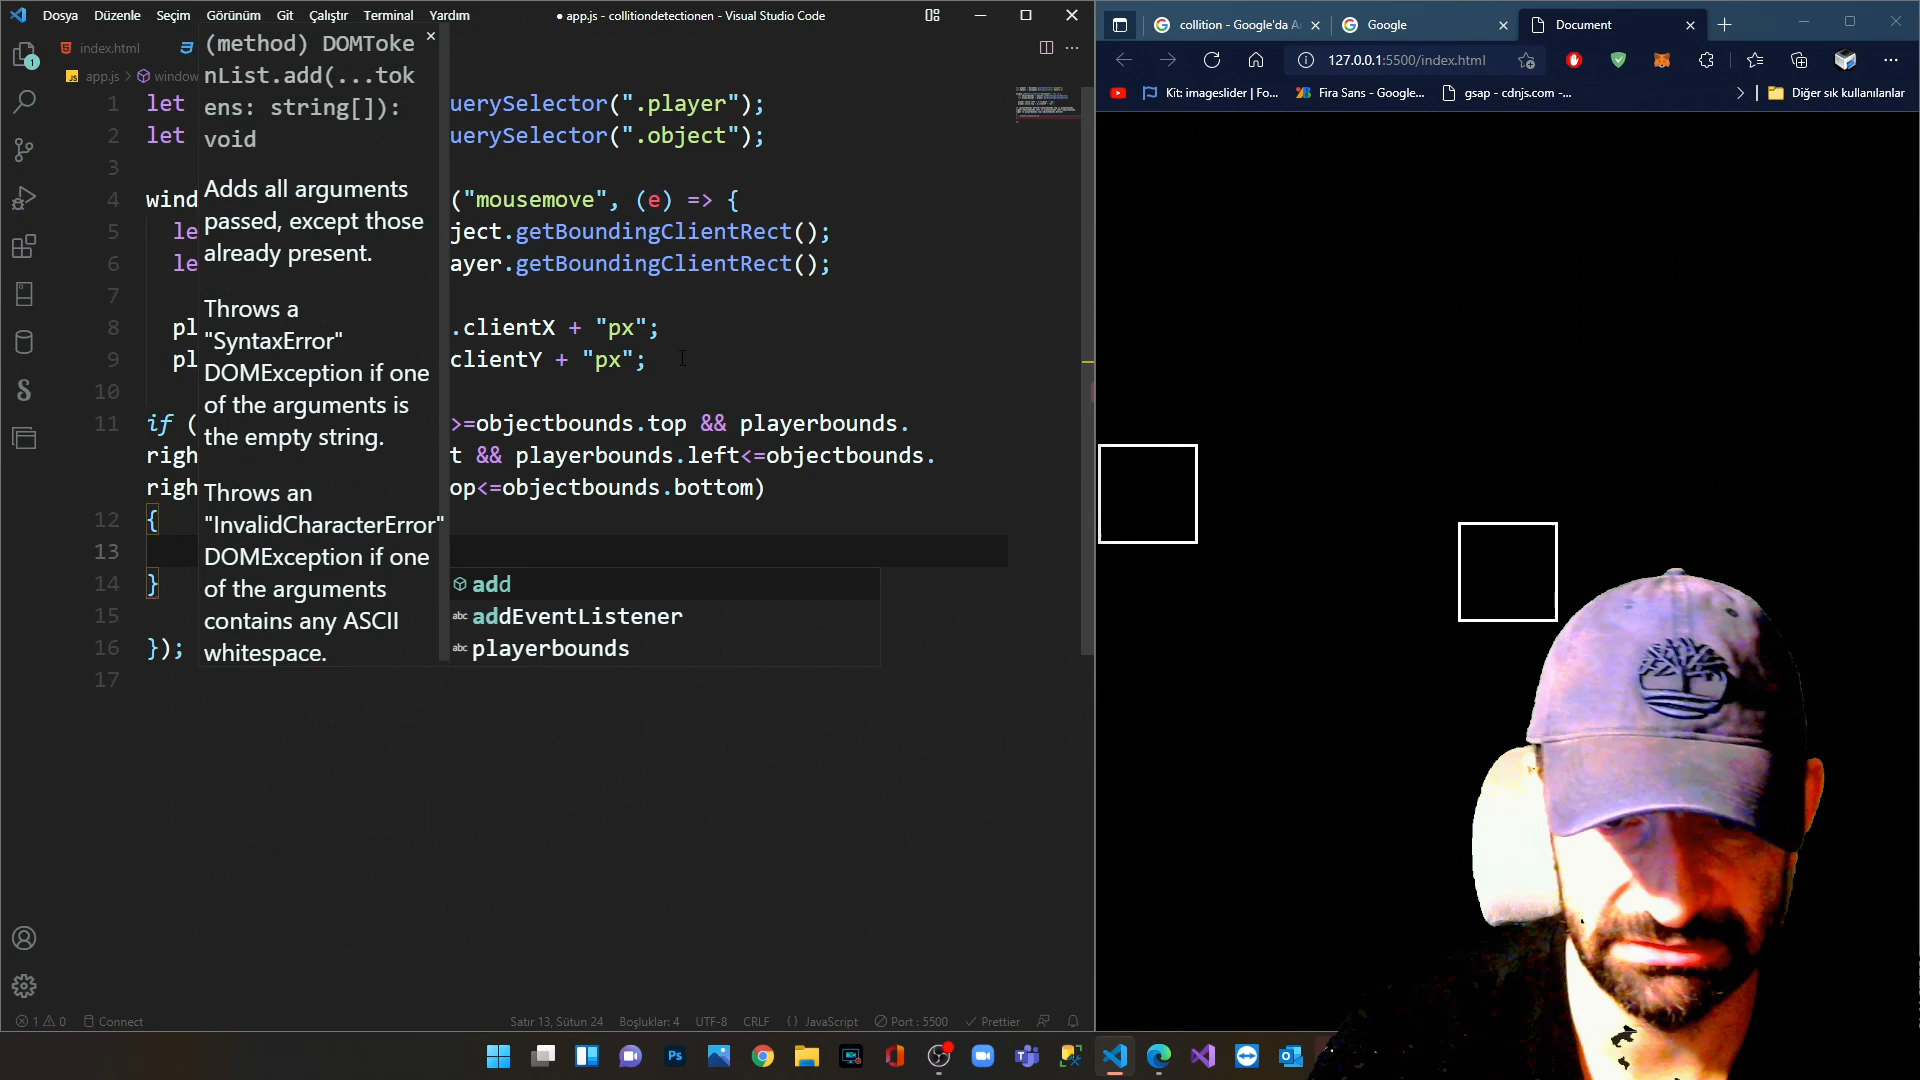 Dosya Düzenle Seçim Görünüm Git Çalıştır Terminal Yardım
● app.js - collitiondetectionen - Visual Studio Code
index.html
app.js > window
(method) DOMToke
nList.add(...tok
ens: string[]):
void
Adds all arguments
passed, except those
already present.
Throws a
"SyntaxError"
DOMException if one
of the arguments is
the empty string.
Throws an
"InvalidCharacterError"
DOMException if one
of the arguments
contains any ASCII
whitespace.
1 let uerySelector(".player");
2 let uerySelector(".object");
3
4 wind ("mousemove", (e) => {
5 le ject.getBoundingClientRect();
6 le ayer.getBoundingClientRect();
7
8 pl .clientX + "px";
9 pl clientY + "px";
10
11 if ( >=objectbounds.top && playerbounds.
righ t && playerbounds.left<=objectbounds.
righ op<=objectbounds.bottom)
12 {
13
14 }
15
16 });
17
add
abc addEventListener
abc playerbounds
1 0 Connect
Satır 13, Sütun 24 Boşluklar: 4 UTF-8 CRLF {} JavaScript Port : 5500 Prettier
collition - Google'da A
Google
Document
127.0.0.1:5500/index.html
Kit: imageslider | Fo...
Fira Sans - Google...
gsap - cdnjs.com -...
Diğer sık kullanılanlar